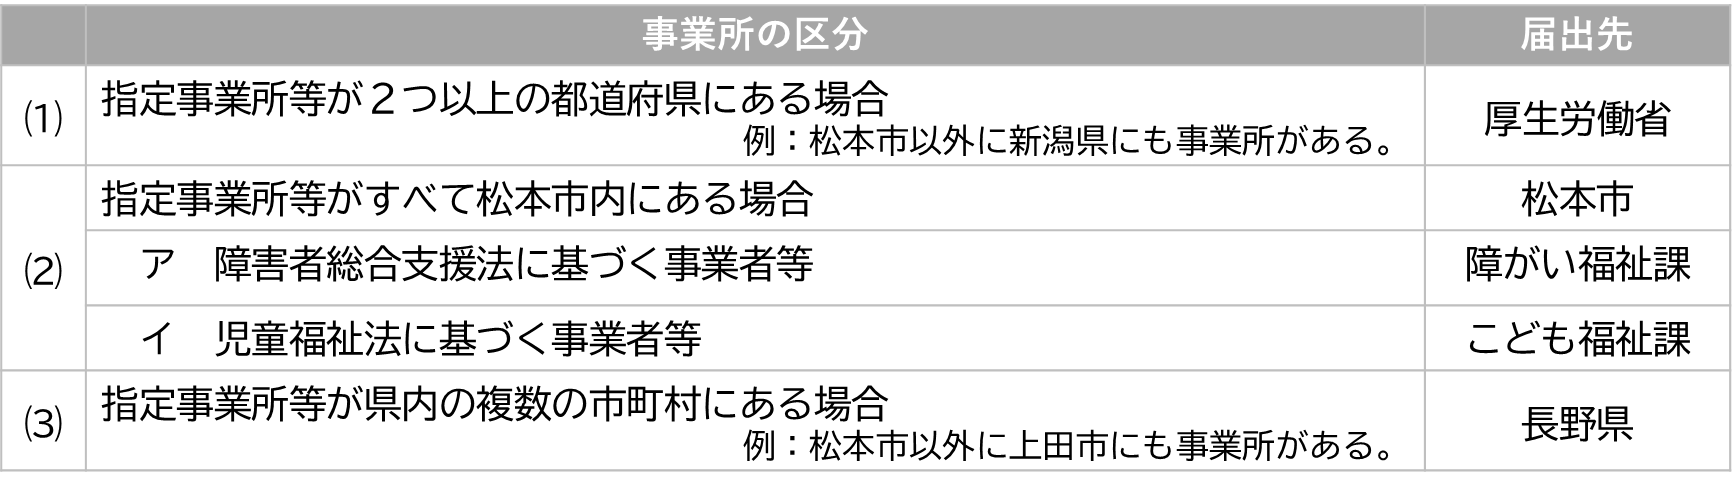 事業所の区分 届出先
⑴ 指定事業所等が２つ以上の都道府県にある場合
例：松本市以外に新潟県にも事業所がある。
厚生労働省
⑵ 指定事業所等がすべて松本市内にある場合 松本市
ア　障害者総合支援法に基づく事業者等 障がい福祉課
イ　児童福祉法に基づく事業者等 こども福祉課
⑶ 指定事業所等が県内の複数の市町村にある場合
例：松本市以外に上田市にも事業所がある。
長野県